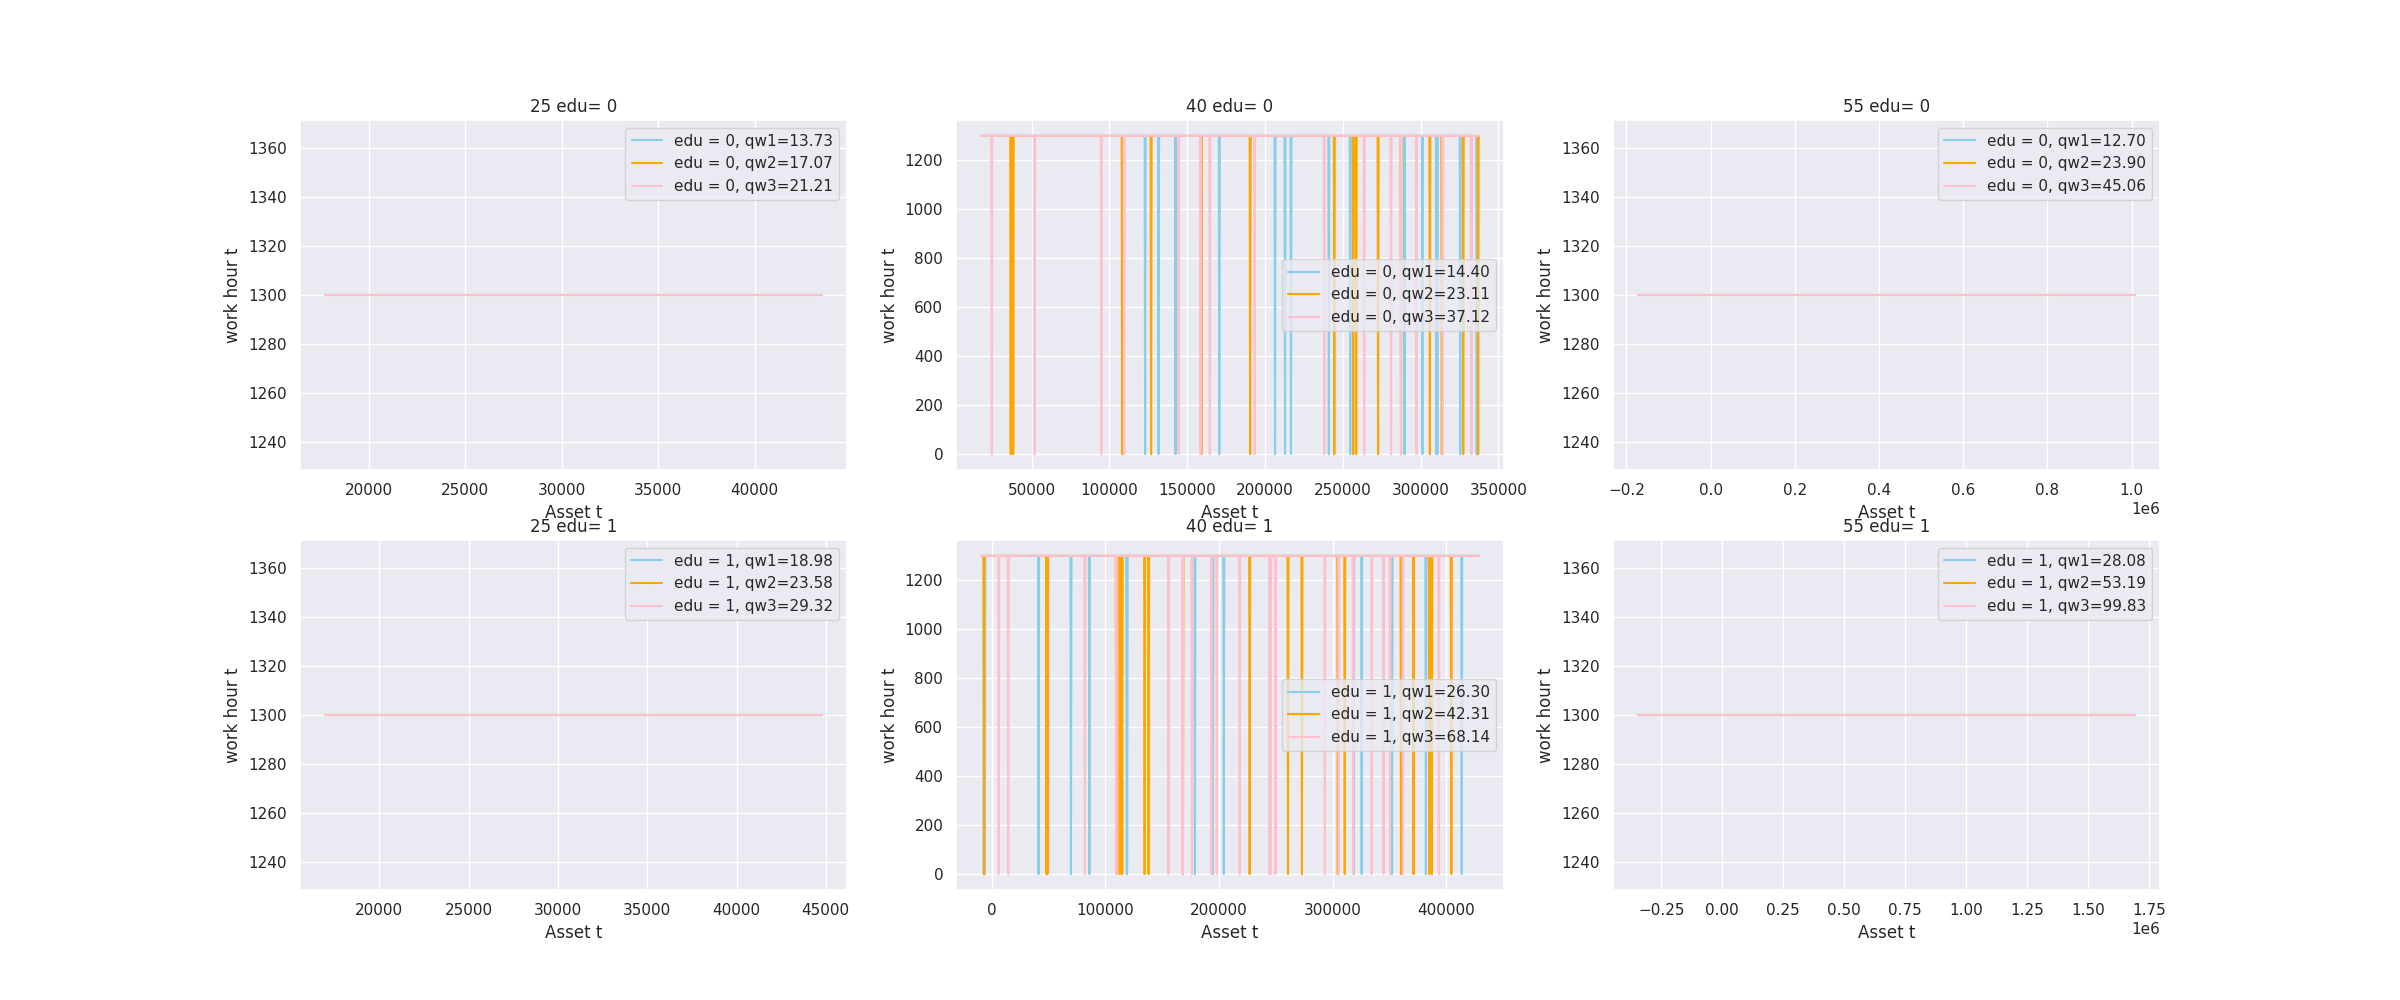 25 edu= 0
edu = 0, qw1=13.73
edu = 0, qw2=17.07
edu = 0, qw3=21.21
1360
1340
1320
1300
1280
1260
1240
work hour t
20000 25000 30000 35000 40000
Asset t
40 edu= 0
edu = 0, qw1=14.40
edu = 0, qw2=23.11
edu = 0, qw3=37.12
1200
1000
800
600
400
200
0
work hour t
50000 100000 150000 200000 250000 300000 350000
Asset t
55 edu= 0
edu = 0, qw1=12.70
edu = 0, qw2=23.90
edu = 0, qw3=45.06
1360
1340
1320
1300
1280
1260
1240
work hour t
−0.2 0.0 0.2 0.4 0.6 0.8 1.0
1e6
Asset t
25 edu= 1
edu = 1, qw1=18.98
edu = 1, qw2=23.58
edu = 1, qw3=29.32
1360
1340
1320
1300
1280
1260
1240
work hour t
20000 25000 30000 35000 40000 45000
Asset t
40 edu= 1
edu = 1, qw1=26.30
edu = 1, qw2=42.31
edu = 1, qw3=68.14
1200
1000
800
600
400
200
0
work hour t
0 100000 200000 300000 400000
Asset t
55 edu= 1
edu = 1, qw1=28.08
edu = 1, qw2=53.19
edu = 1, qw3=99.83
1360
1340
1320
1300
1280
1260
1240
work hour t
−0.25 0.00 0.25 0.50 0.75 1.00 1.25 1.50 1.75
1e6
Asset t